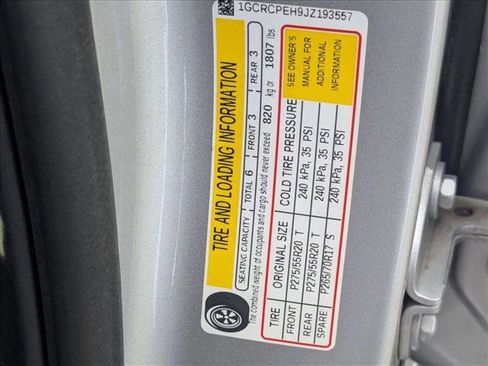 1GCRCPEH9JZ193557
TIRE AND LOADING INFORMATION
SEATING CAPACITY TOTAL 6 FRONT 3 REAR 3
The combined weight of occupants and cargo should never exceed 820 kg or 1807 lbs
TIRE ORIGINAL SIZE COLD TIRE PRESSURE
FRONT P275/55R20 T 240 kPa, 35 PSI
REAR P275/55R20 T 240 kPa, 35 PSI
SPARE P265/70R17 S 240 kPa, 35 PSI
SEE OWNER'S
MANUAL FOR
ADDITIONAL
INFORMATION